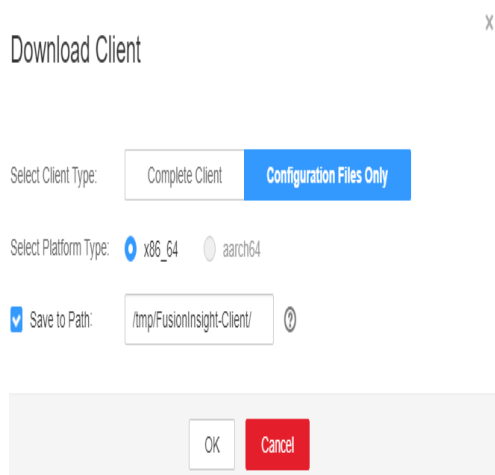 X
Download Client
Select Client Type: Complete Client Configuration Files Only
Select Platform Type: x86_64 aarch64
Save to Path: /tmp/FusionInsight-Client/ ?
OK Cancel